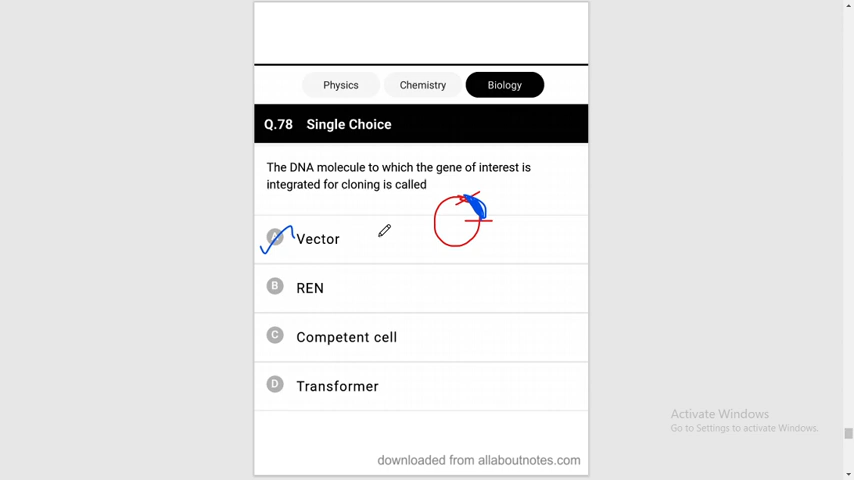 Physics Chemistry Biology
Q.78 Single Choice
The DNA molecule to which the gene of interest is
integrated for cloning is called
A Vector
B REN
C Competent cell
D Transformer
Activate Windows
Go to Settings to activate Windows.
downloaded from allaboutnotes.com